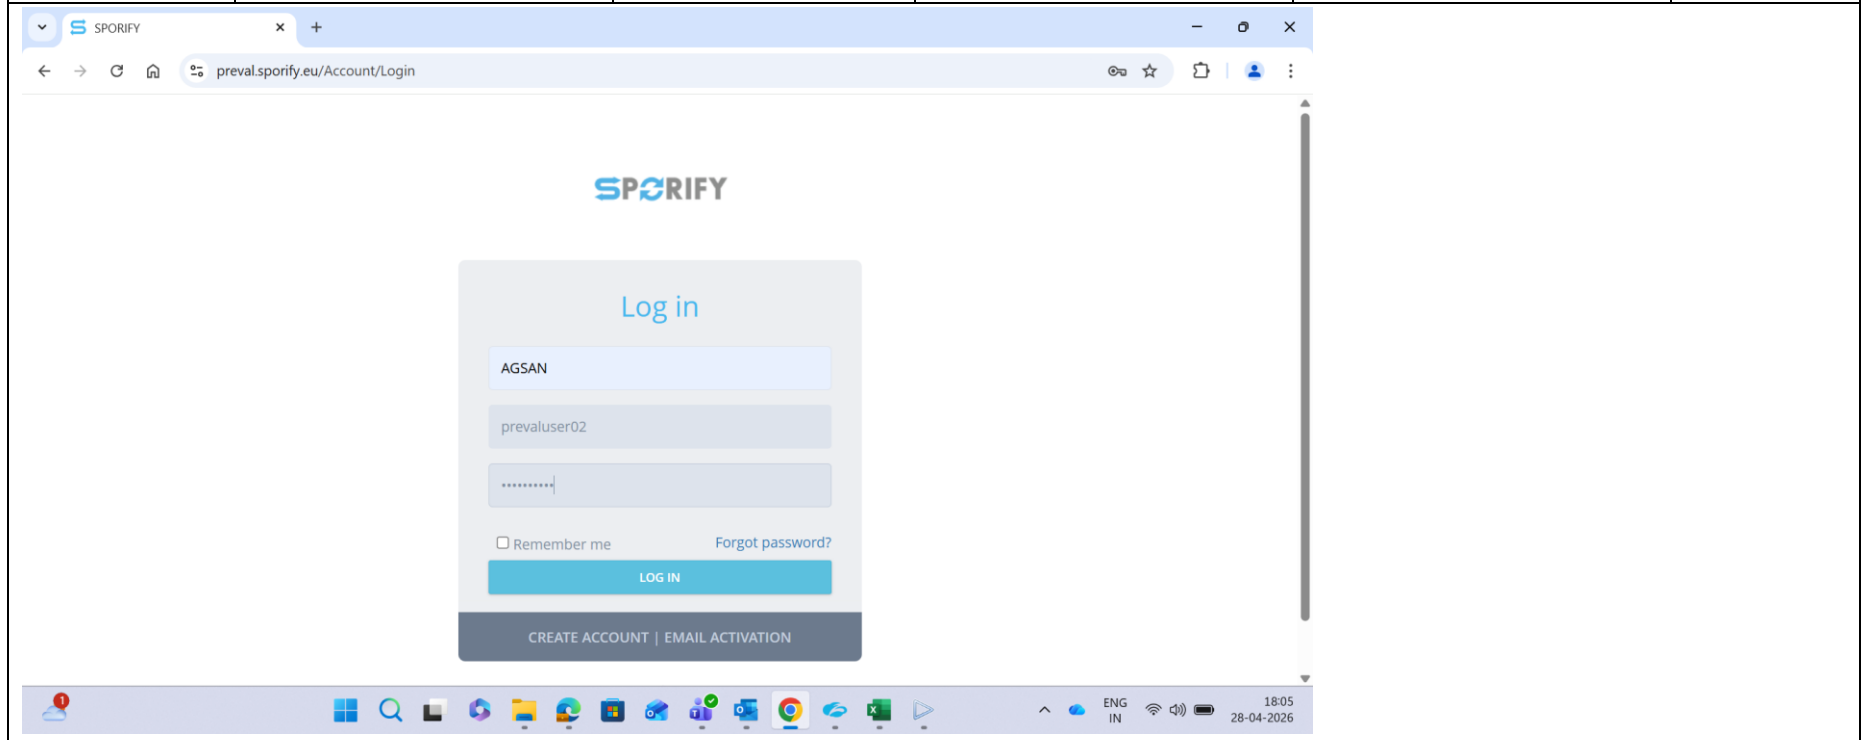 SPORIFY
preval.sporify.eu/Account/Login
SPORIFY
Log in
AGSAN
prevaluser02
••••••••••
Remember me Forgot password?
LOG IN
CREATE ACCOUNT | EMAIL ACTIVATION
1
ENG
IN
18:05
28-04-2026